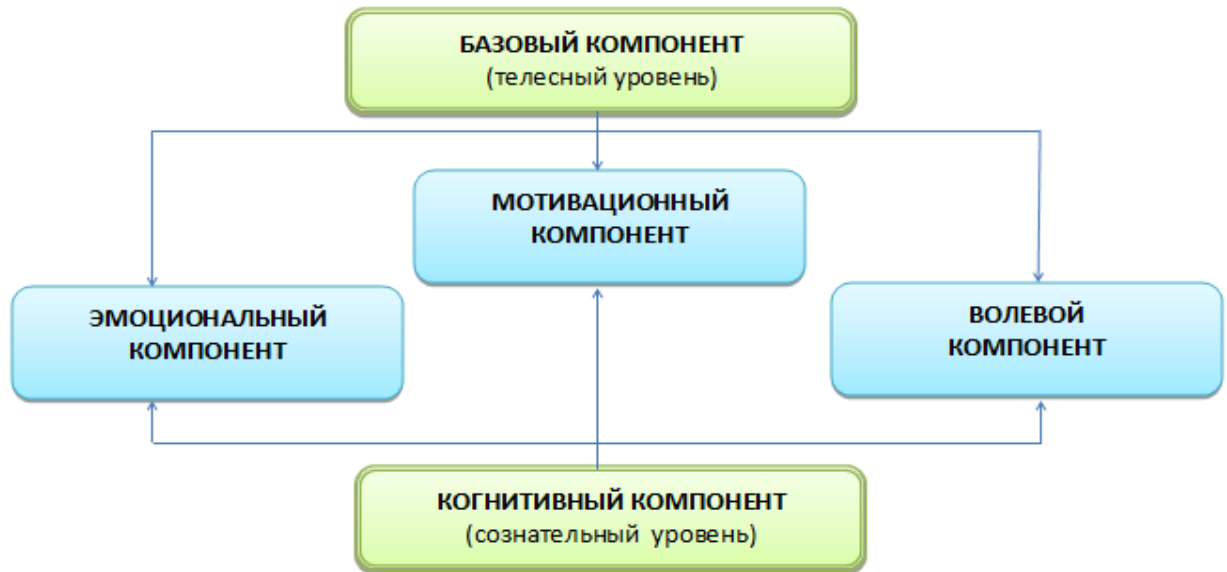 БАЗОВЫЙ КОМПОНЕНТ
(телесный уровень)
МОТИВАЦИОННЫЙ
КОМПОНЕНТ
ЭМОЦИОНАЛЬНЫЙ
КОМПОНЕНТ
ВОЛЕВОЙ
КОМПОНЕНТ
КОГНИТИВНЫЙ КОМПОНЕНТ
(сознательный уровень)